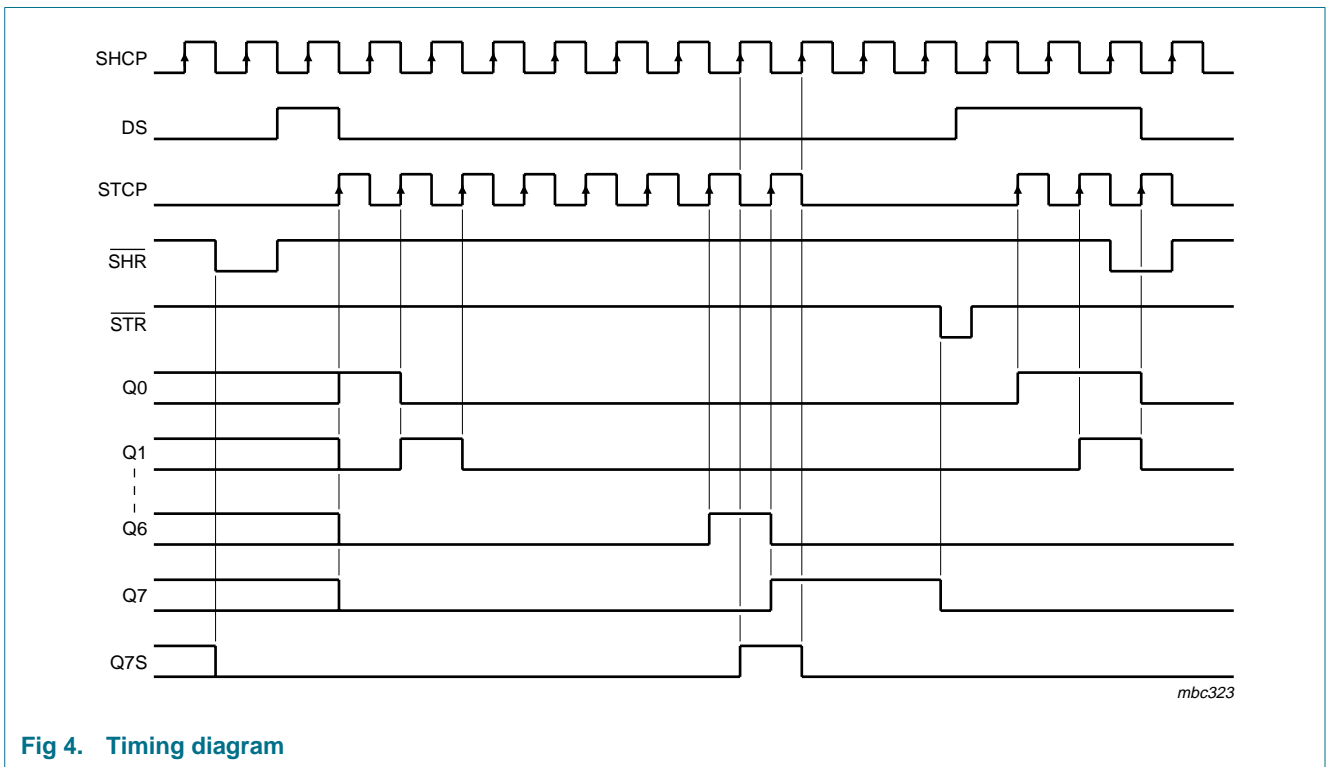 SHCP
DS
STCP
SHR
STR
Q0
Q1
Q6
Q7
Q7S
mbc323
Fig 4. Timing diagram